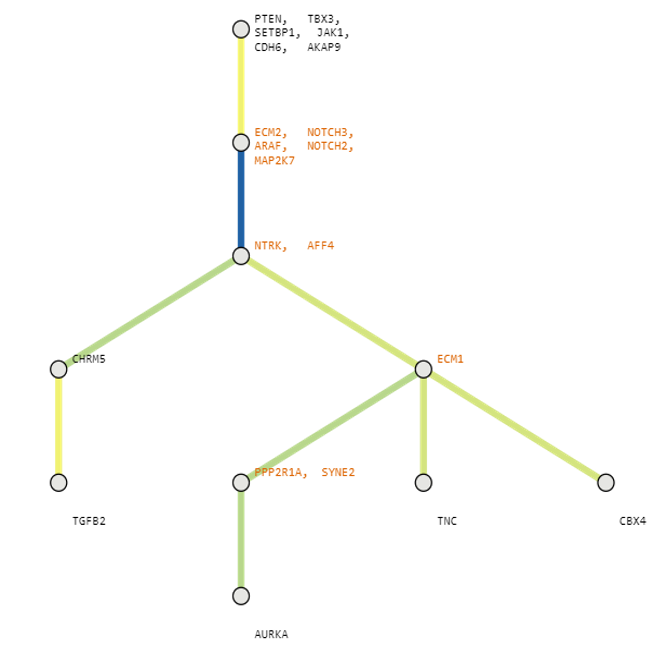 PTEN, TBX3,
SETBP1, JAK1,
CDH6, AKAP9
ECM2, NOTCH3,
ARAF, NOTCH2,
MAP2K7
NTRK, AFF4
CHRM5
ECM1
PPP2R1A, SYNE2
TGFB2
TNC
CBX4
AURKA